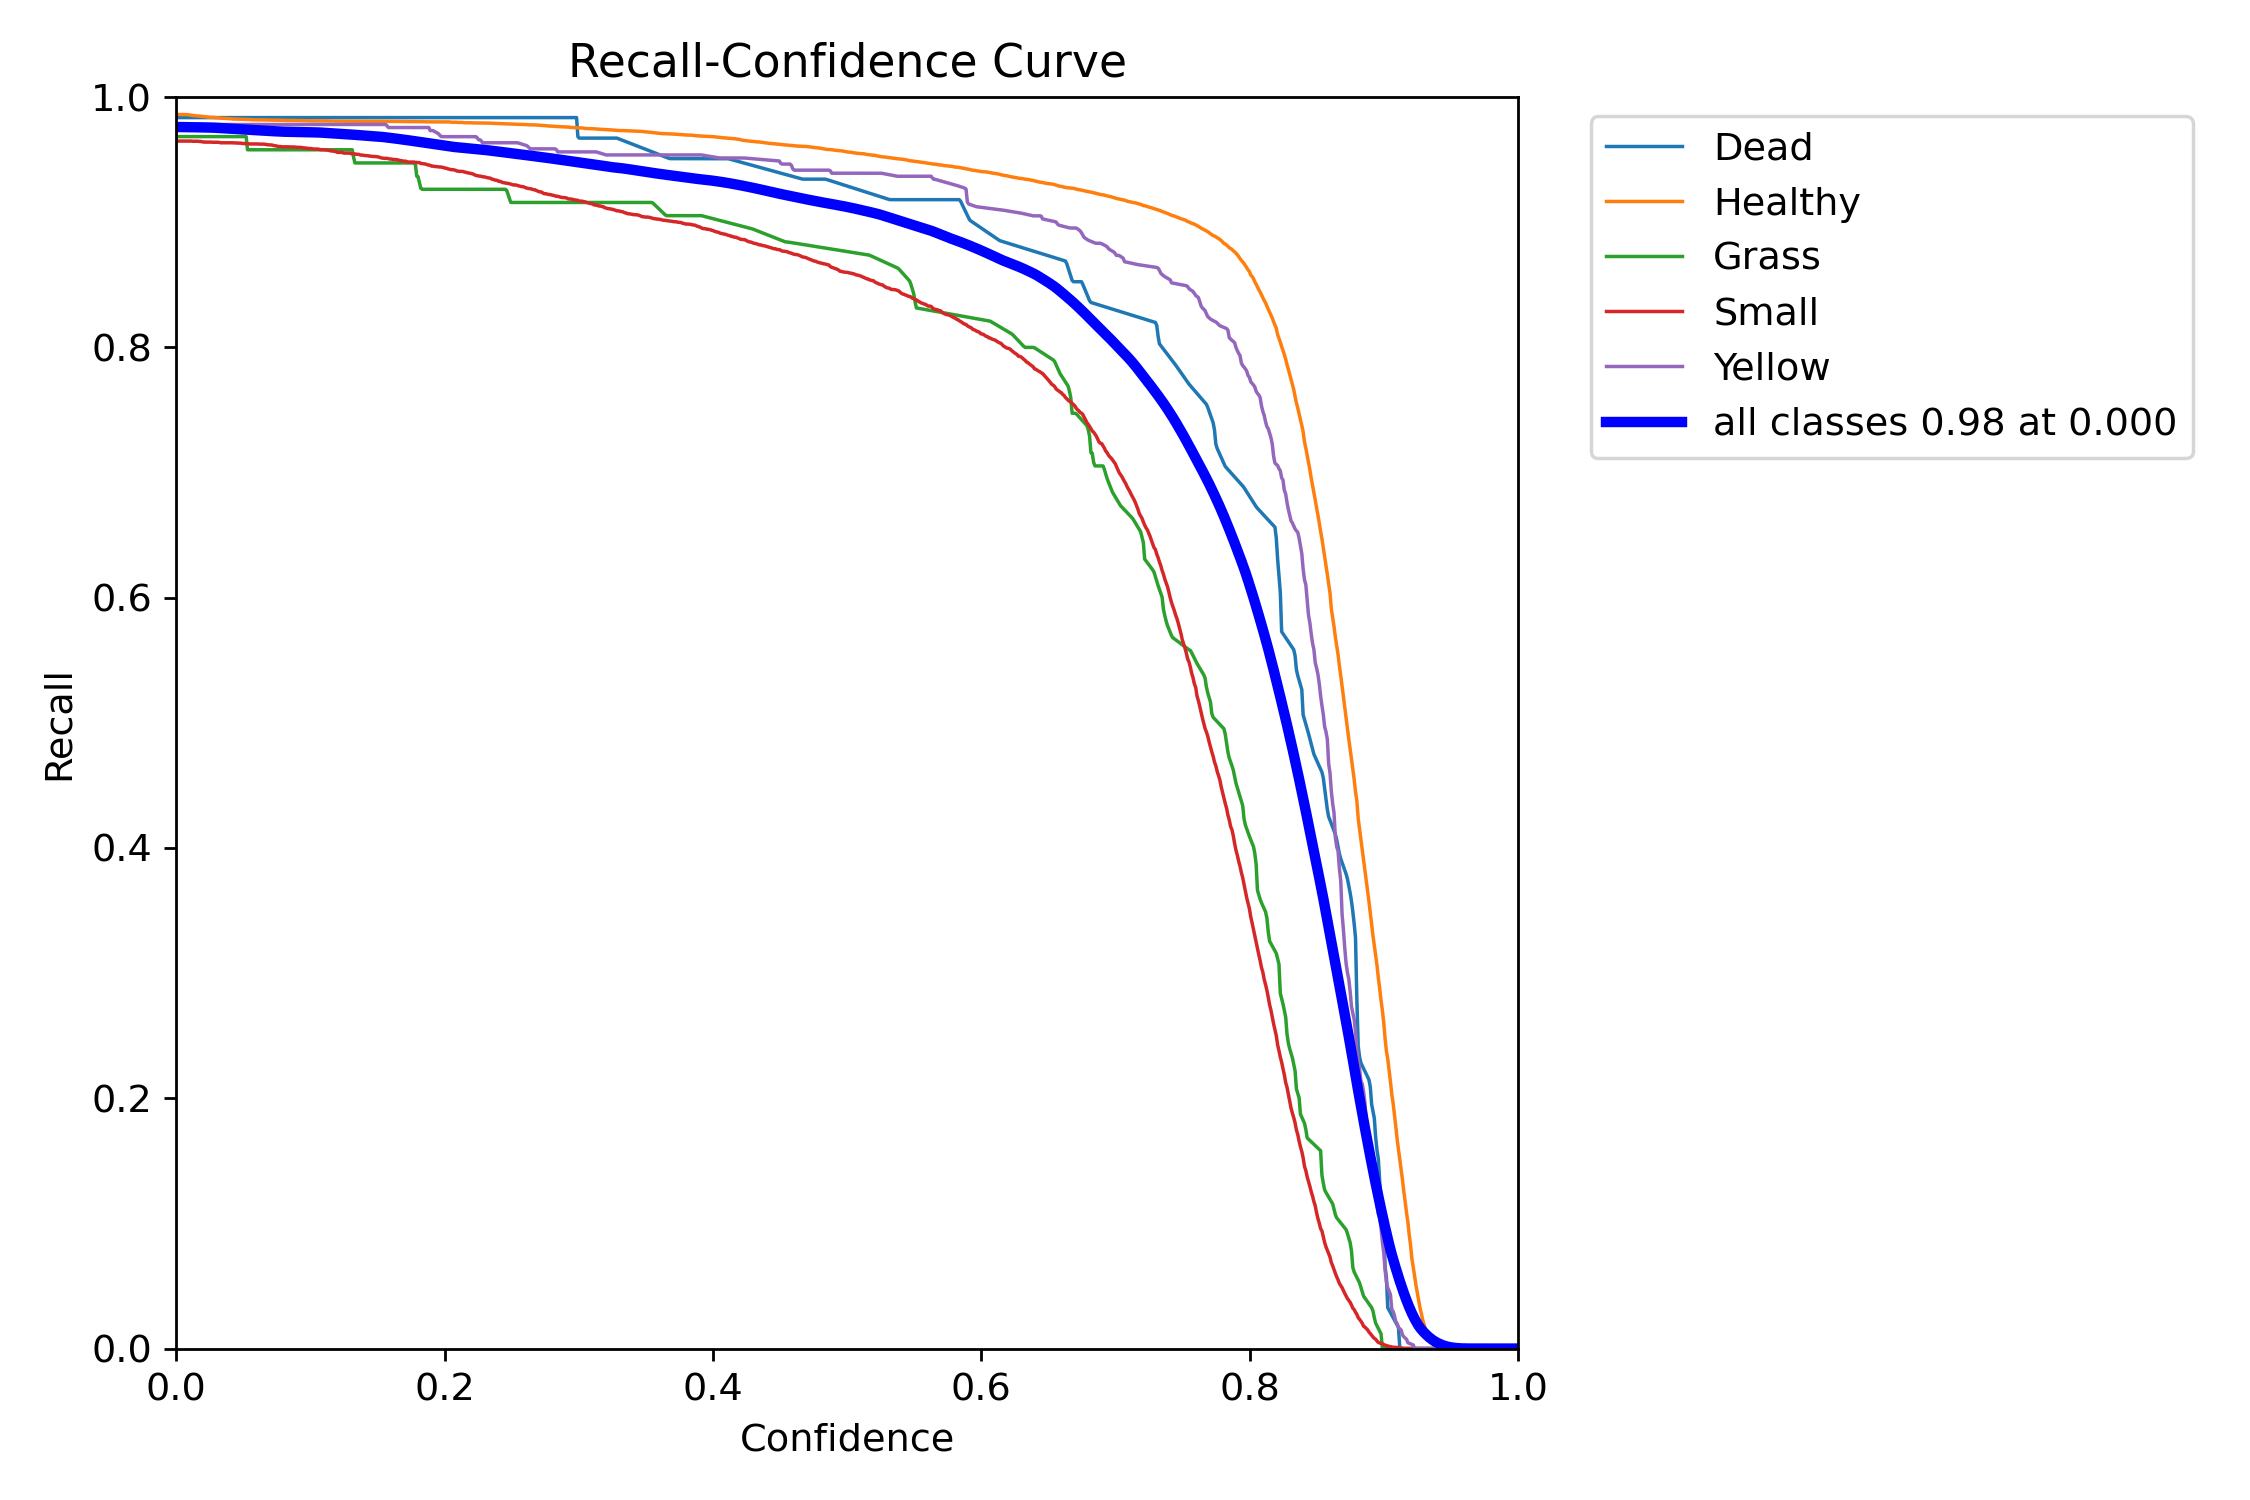 Recall-Confidence Curve
1.0
0.8
0.6
0.4
0.2
0.0
Recall
0.0 0.2 0.4 0.6 0.8 1.0
Confidence
Dead
Healthy
Grass
Small
Yellow
all classes 0.98 at 0.000